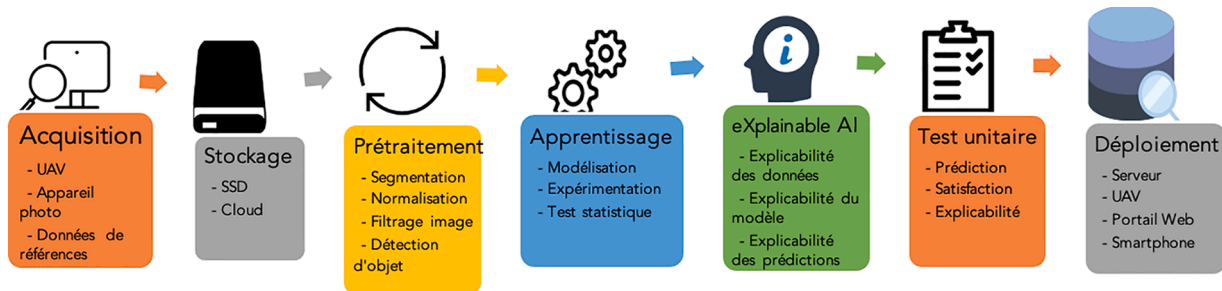 Acquisition
- UAV
- Appareil
photo
- Données de
références
Stockage
- SSD
- Cloud
Prétraitement
- Segmentation
- Normalisation
- Filtrage image
- Détection
d'objet
Apprentissage
- Modélisation
- Expérimentation
- Test statistique
i
eXplainable AI
- Explicabilité
des données
- Explicabilité du
modèle
- Explicabilité
des prédictions
Test unitaire
- Prédiction
- Satisfaction
- Explicabilité
Déploiement
- Serveur
- UAV
- Portail Web
- Smartphone